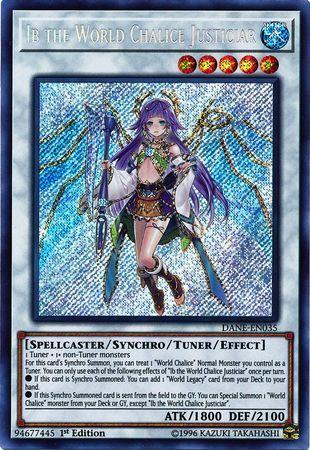 Ib the World Chalice Justiciar
DANE-EN035
[Spellcaster/Synchro/Tuner/Effect]
1 Tuner + 1+ non-Tuner monsters
For this card's Synchro Summon, you can treat 1 "World Chalice" Normal Monster you control as a
Tuner. You can only use each of the following effects of "Ib the World Chalice Justiciar" once per turn.
● If this card is Synchro Summoned: You can add 1 "World Legacy" card from your Deck to your
hand.
● If this Synchro Summoned card is sent from the field to the GY: You can Special Summon 1 "World
Chalice" monster from your Deck or GY, except "Ib the World Chalice Justiciar".
ATK/1800 DEF/2100
94677445 1st Edition ©1996 KAZUKI TAKAHASHI